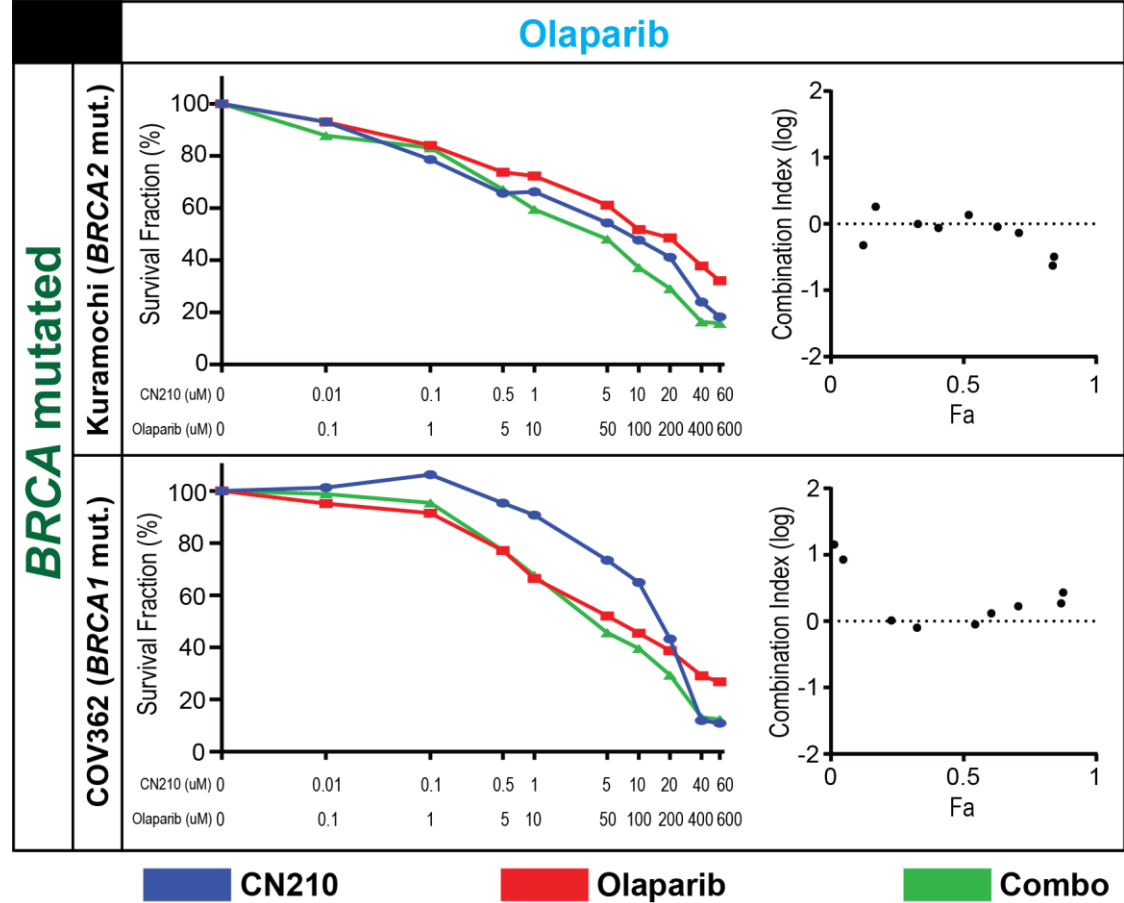 Olaparib
BRCA mutated
Kuramochi (BRCA2 mut.)
Survival Fraction (%)
100
80
60
40
20
0
CN210 (uM) 0 0.01 0.1 0.5 1 5 10 20 40 60
Olaparib (uM) 0 0.1 1 5 10 50 100 200 400 600
Combination Index (log)
2
1
0
-1
-2
0 0.5 1
Fa
COV362 (BRCA1 mut.)
Survival Fraction (%)
100
80
60
40
20
0
CN210 (uM) 0 0.01 0.1 0.5 1 5 10 20 40 60
Olaparib (uM) 0 0.1 1 5 10 50 100 200 400 600
Combination Index (log)
2
1
0
-1
-2
0 0.5 1
Fa
CN210 Olaparib Combo